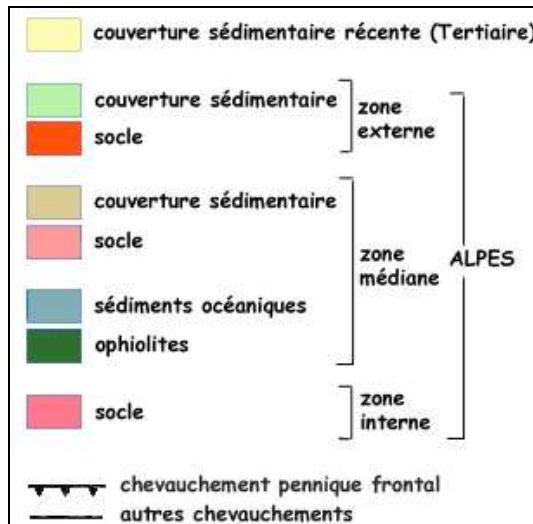 couverture sédimentaire récente (Tertiaire)
couverture sédimentaire
socle
zone
externe
couverture sédimentaire
socle
zone
médiane
ALPES
sédiments océaniques
ophiolites
socle
zone
interne
chevauchement pennique frontal
autres chevauchements